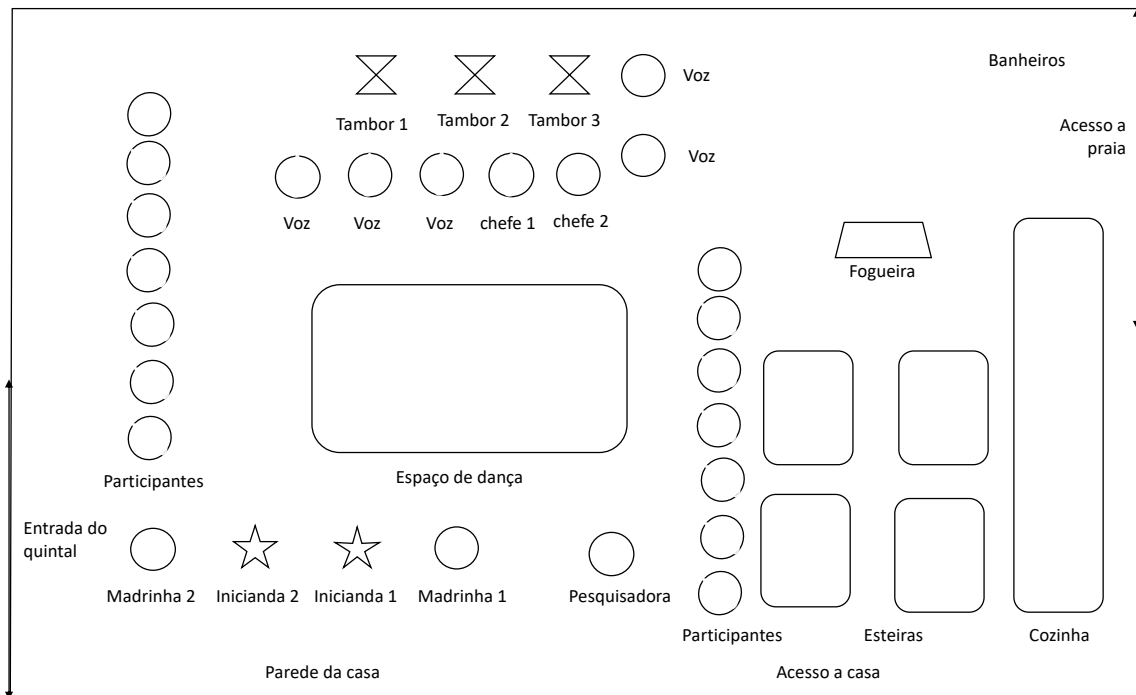 Banheiros
Voz
Tambor 1
Tambor 2
Tambor 3
Acesso a
praia
Voz
Voz
Voz
Voz
chefe 1
chefe 2
Fogueira
Espaço de dança
Participantes
Entrada do
quintal
Madrinha 2
Inicianda 2
Inicianda 1
Madrinha 1
Pesquisadora
Participantes
Esteiras
Cozinha
Parede da casa
Acesso a casa